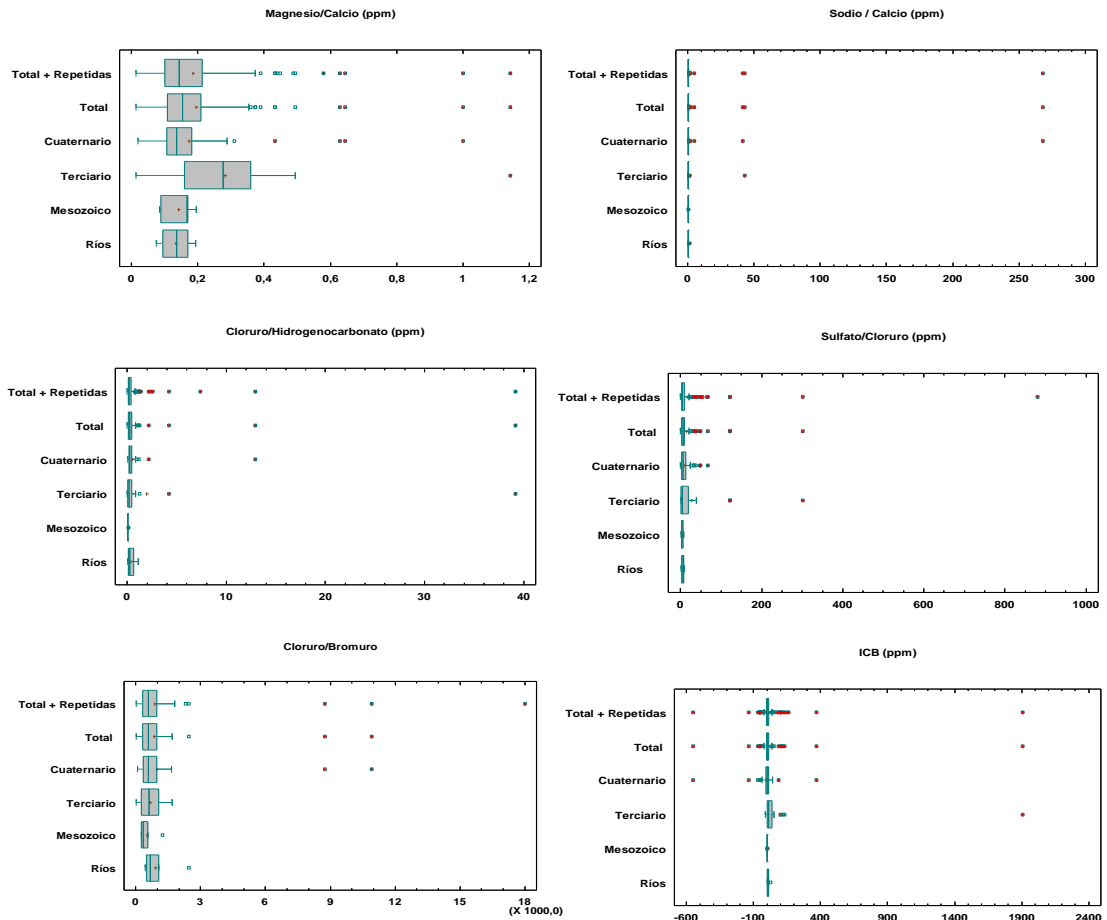 Magnesio/Calcio (ppm)
Total + Repetidas
Total
Cuaternario
Terciario
Mesozoico
Ríos
0 0,2 0,4 0,6 0,8 1 1,2
Sodio / Calcio (ppm)
Total + Repetidas
Total
Cuaternario
Terciario
Mesozoico
Ríos
0 50 100 150 200 250 300
Cloruro/Hidrogenocarbonato (ppm)
Total + Repetidas
Total
Cuaternario
Terciario
Mesozoico
Ríos
0 10 20 30 40
Sulfato/Cloruro (ppm)
Total + Repetidas
Total
Cuaternario
Terciario
Mesozoico
Ríos
0 200 400 600 800 1000
Cloruro/Bromuro
Total + Repetidas
Total
Cuaternario
Terciario
Mesozoico
Ríos
0 3 6 9 12 15 18
(X 1000,0)
ICB (ppm)
Total + Repetidas
Total
Cuaternario
Terciario
Mesozoico
Ríos
-600 -100 400 900 1400 1900 2400